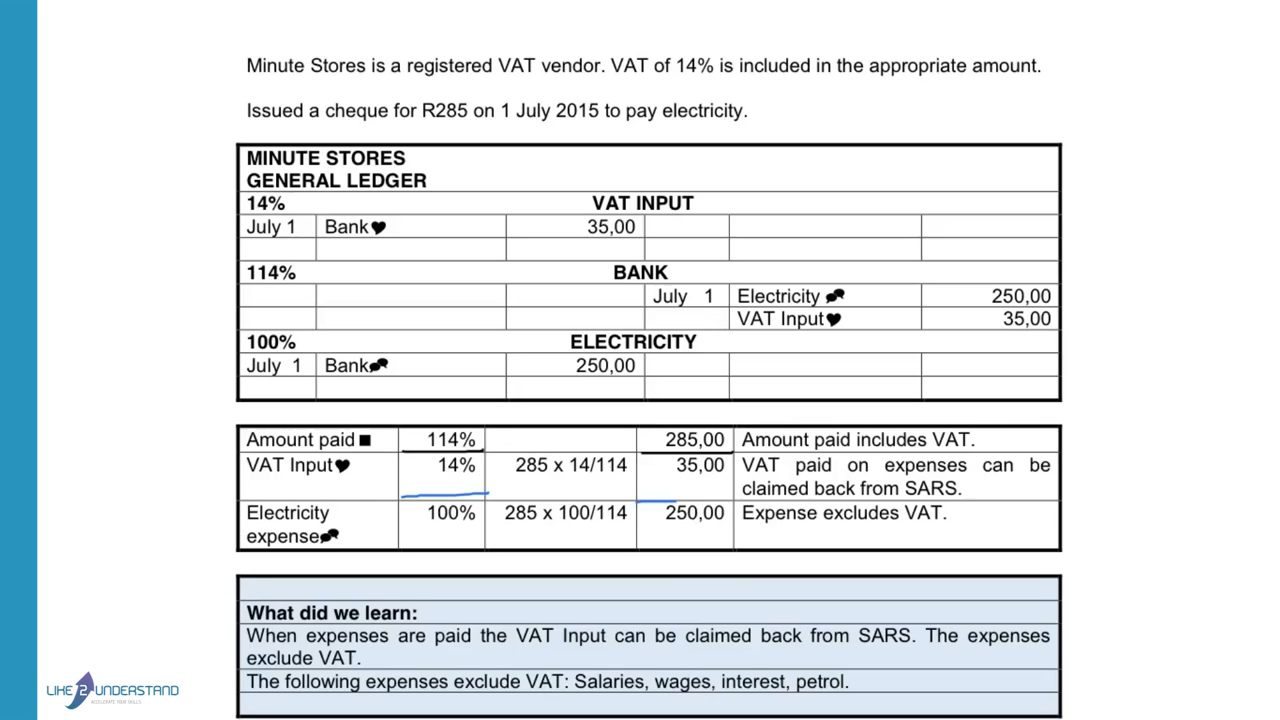 Minute Stores is a registered VAT vendor. VAT of 14% is included in the appropriate amount.
Issued a cheque for R285 on 1 July 2015 to pay electricity.
MINUTE STORES
GENERAL LEDGER
14% VAT INPUT
July 1 Bank 35,00
114% BANK
July 1 Electricity 250,00
VAT Input 35,00
100% ELECTRICITY
July 1 Bank 250,00
Amount paid 114% 285,00 Amount paid includes VAT.
VAT Input 14% 285 x 14/114 35,00 VAT paid on expenses can be
claimed back from SARS.
Electricity 100% 285 x 100/114 250,00 Expense excludes VAT.
expense
What did we learn:
When expenses are paid the VAT Input can be claimed back from SARS. The expenses
exclude VAT.
The following expenses exclude VAT: Salaries, wages, interest, petrol.
LIKE 2 UNDERSTAND
ACCELERATE YOUR SKILLS